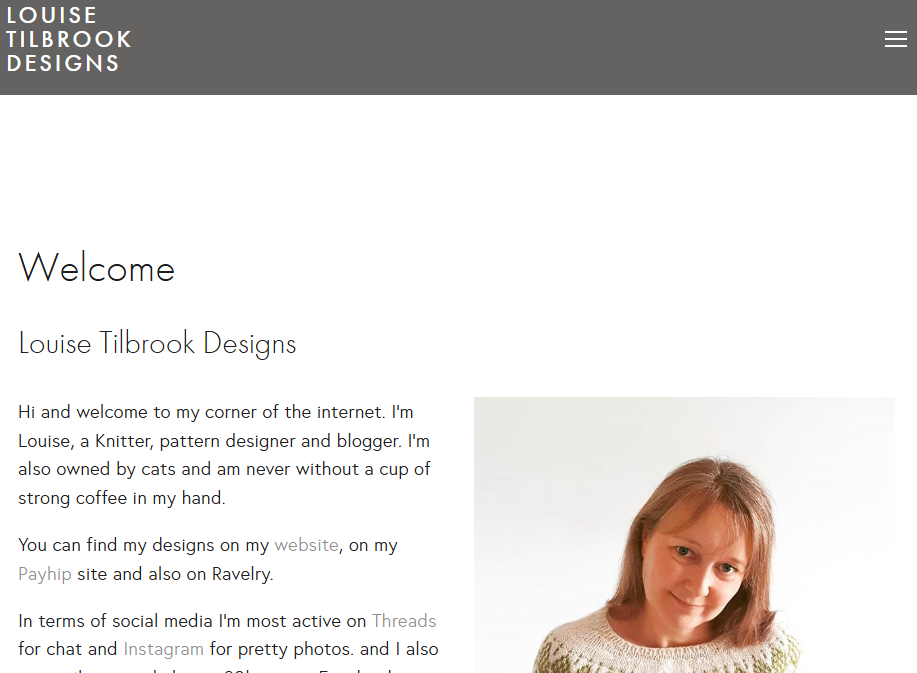 LOUISE
TILBROOK
DESIGNS
Welcome
Louise Tilbrook Designs
Hi and welcome to my corner of the internet. I'm
Louise, a Knitter, pattern designer and blogger. I'm
also owned by cats and am never without a cup of
strong coffee in my hand.
You can find my designs on my website, on my
Payhip site and also on Ravelry.
In terms of social media I'm most active on Threads
for chat and Instagram for pretty photos. and I also